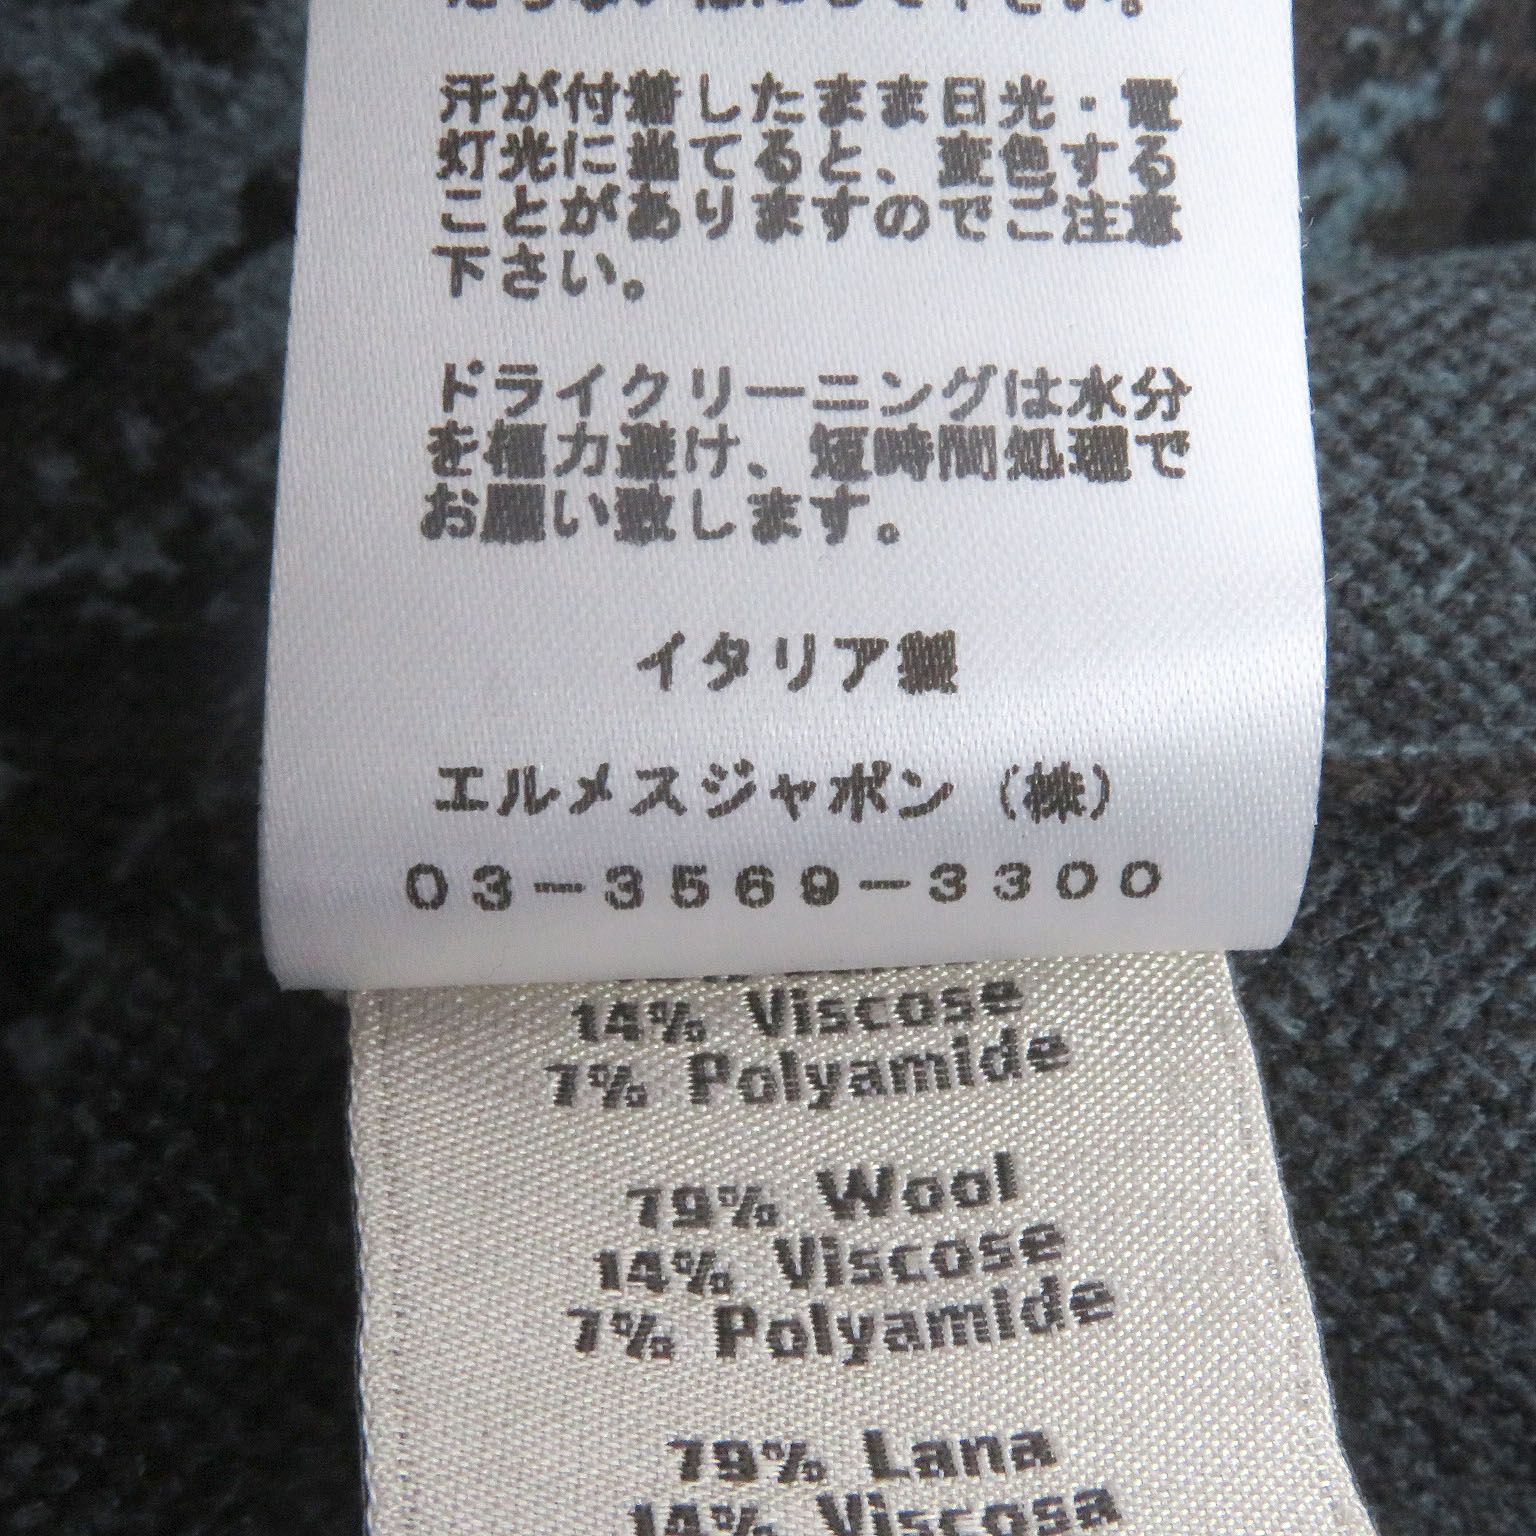 汗が付着したまま日光・電
灯光に当てると、変色する
ことがありますのでご注意
下さい。
ドライクリーニングは水分
を極力避け、短時間処理で
お願い致します。
イタリア製
エルメスジャポン（株）
03-3569-3300
14% Viscose
7% Polyamide
79% Wool
14% Viscose
7% Polyamide
79% Lana
14% Viscosa